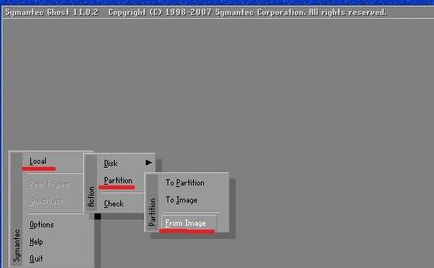 Symantec Ghost 11.0.2 Copyright (C) 1998-2007 Symantec Corporation. All rights reserved.
Local
Peer to peer
GhostCast
Options
Help
Quit
Symantec
Disk
Partition
Check
Action
To Partition
To Image
From Image
Partition